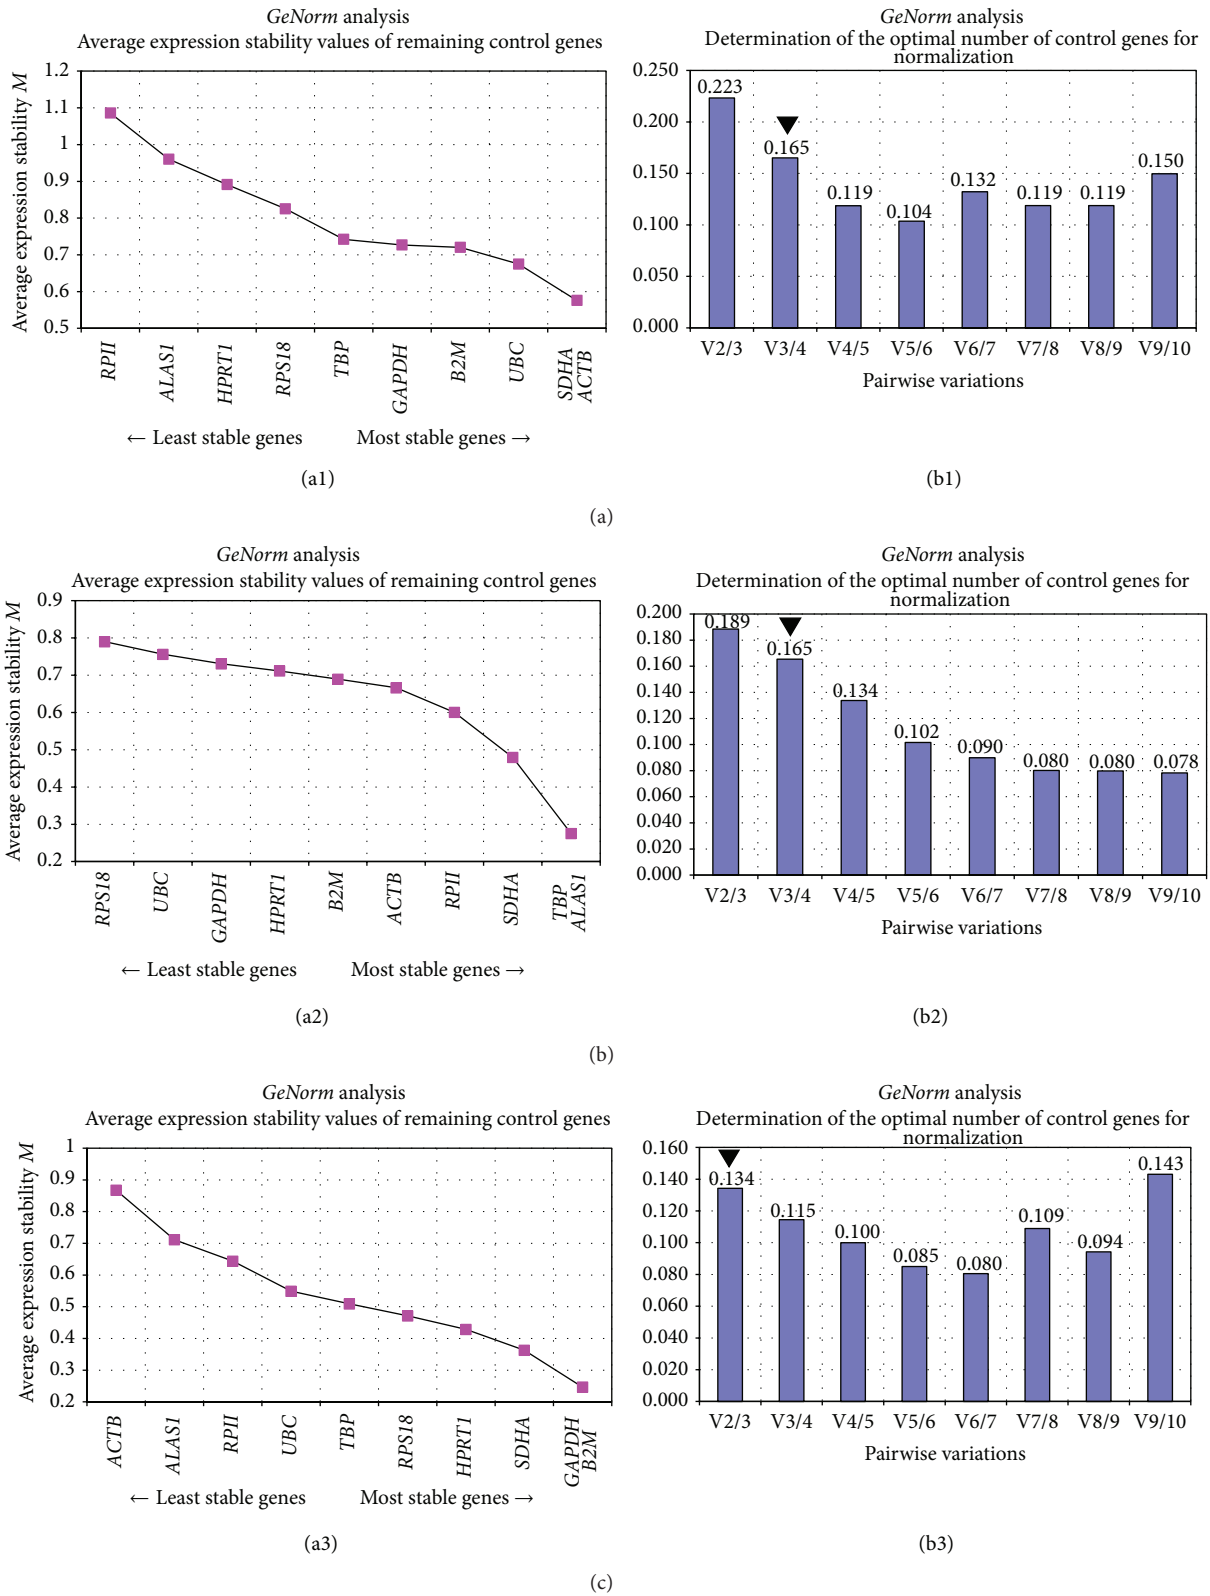 GeNorm analysis
Average expression stability values of remaining control genes
Average expression stability M
1.2
1.1
1
0.9
0.8
0.7
0.6
0.5
RPII
ALAS1
HPRT1
RPS18
TBP
GAPDH
B2M
UBC
SDHA
ACTB
← Least stable genes
Most stable genes →
(a1)
GeNorm analysis
Determination of the optimal number of control genes for
normalization
0.250
0.200
0.150
0.100
0.050
0.000
0.223
0.165
0.119
0.104
0.132
0.119
0.119
0.150
V2/3
V3/4
V4/5
V5/6
V6/7
V7/8
V8/9
V9/10
Pairwise variations
(b1)
(a)
GeNorm analysis
Average expression stability values of remaining control genes
Average expression stability M
0.9
0.8
0.7
0.6
0.5
0.4
0.3
0.2
RPS18
UBC
GAPDH
HPRT1
B2M
ACTB
RPII
SDHA
TBP
ALAS1
← Least stable genes
Most stable genes →
(a2)
GeNorm analysis
Determination of the optimal number of control genes for
normalization
0.200
0.180
0.160
0.140
0.120
0.100
0.080
0.060
0.040
0.020
0.000
0.189
0.165
0.134
0.102
0.090
0.080
0.080
0.078
V2/3
V3/4
V4/5
V5/6
V6/7
V7/8
V8/9
V9/10
Pairwise variations
(b2)
(b)
GeNorm analysis
Average expression stability values of remaining control genes
Average expression stability M
1
0.9
0.8
0.7
0.6
0.5
0.4
0.3
0.2
ACTB
ALAS1
RPII
UBC
TBP
RPS18
HPRT1
SDHA
GAPDH
B2M
← Least stable genes
Most stable genes →
(a3)
GeNorm analysis
Determination of the optimal number of control genes for
normalization
0.160
0.140
0.120
0.100
0.080
0.060
0.040
0.020
0.000
0.134
0.115
0.100
0.085
0.080
0.109
0.094
0.143
V2/3
V3/4
V4/5
V5/6
V6/7
V7/8
V8/9
V9/10
Pairwise variations
(b3)
(c)